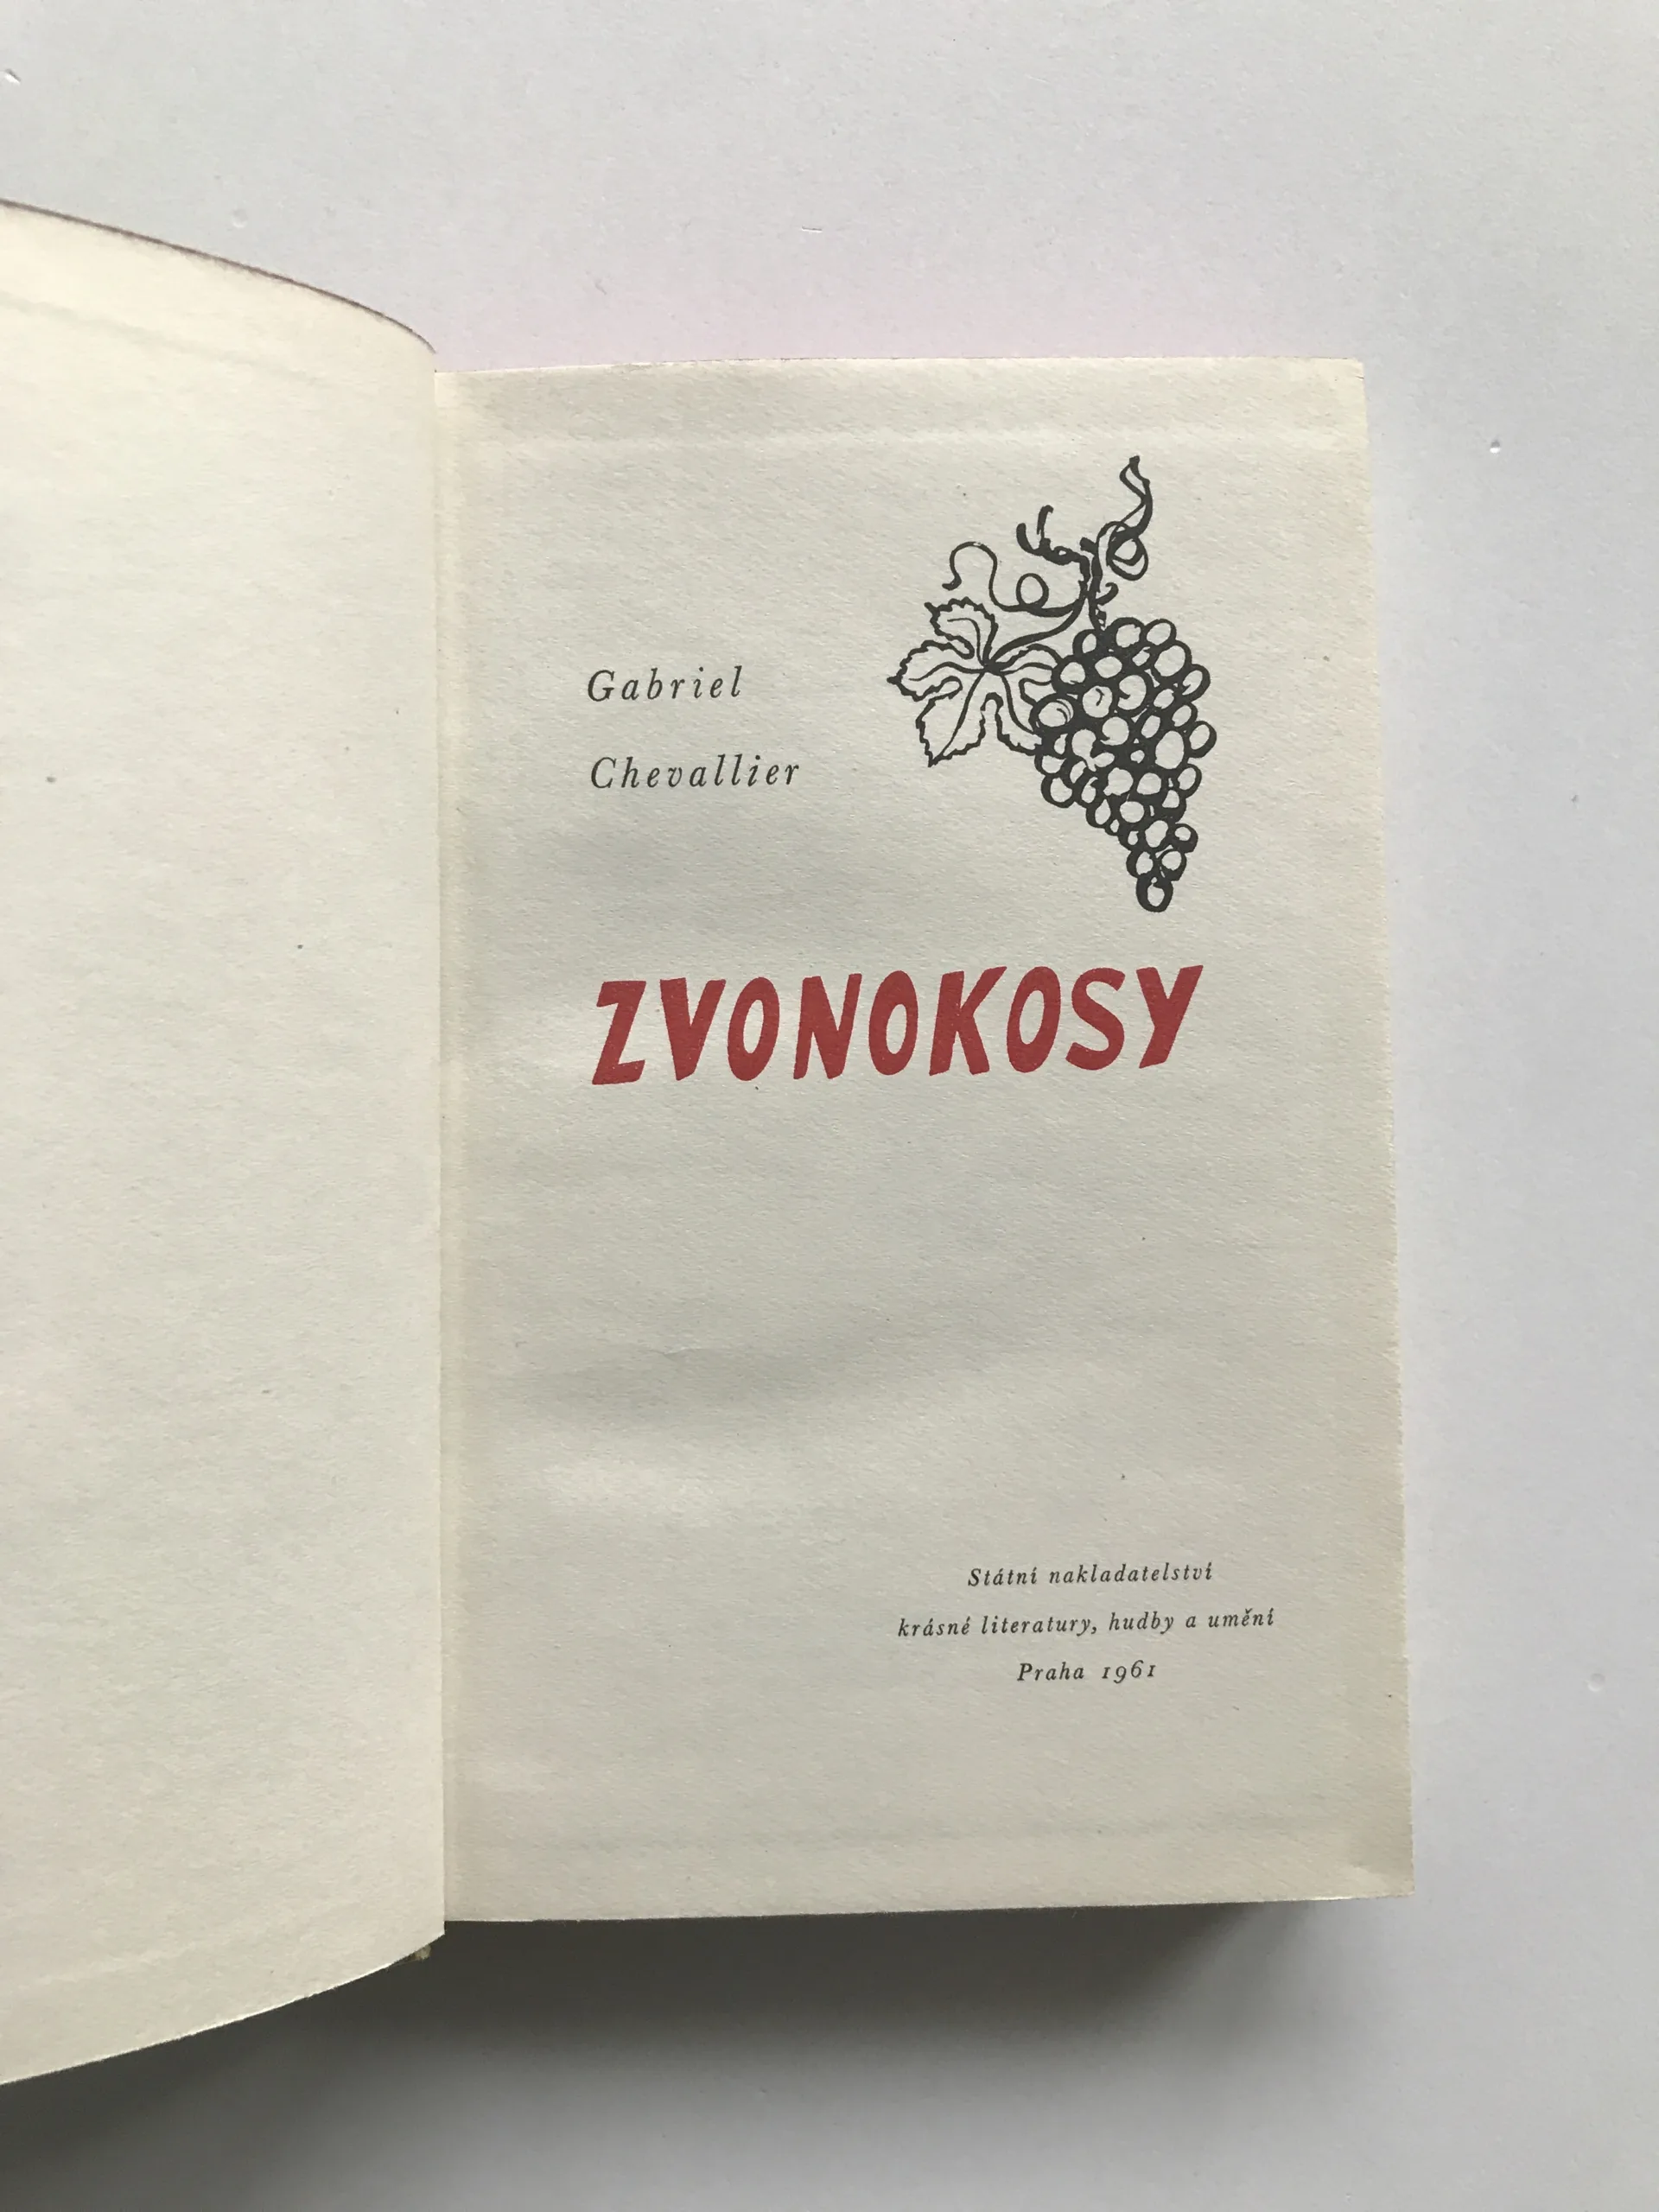 Gabriel
Chevallier
ZVONOKOSY
Státní nakladatelství
krásné literatury, hudby a umění
Praha 1961